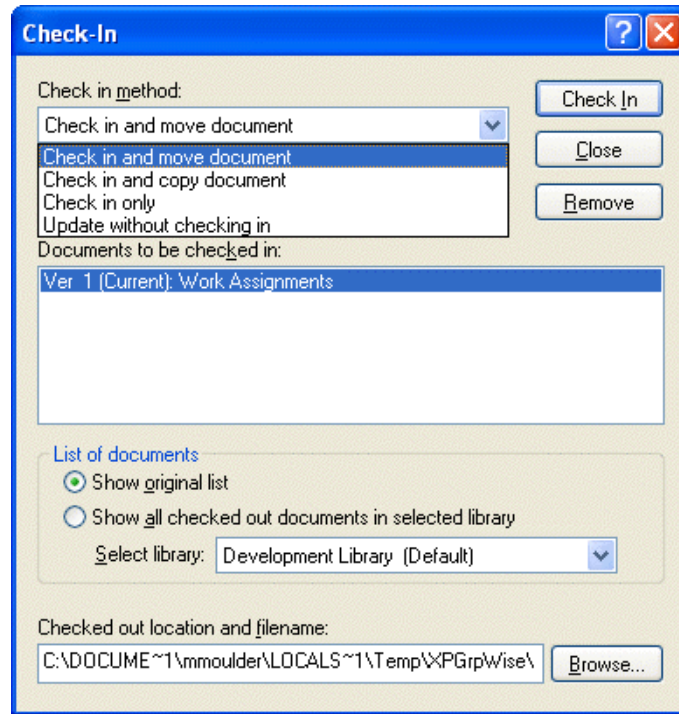 Check-In
Check in method:
Check In
Check in and move document
Close
Check in and move document
Check in and copy document
Check in only
Remove
Update without checking in
Documents to be checked in:
Ver 1 (Current): Work Assignments
List of documents
Show original list
Show all checked out documents in selected library
Select library: Development Library (Default)
Checked out location and filename:
C:\DOCUME~1\mmoulder\LOCALS~1\Temp\XPGrpWise\ Browse...